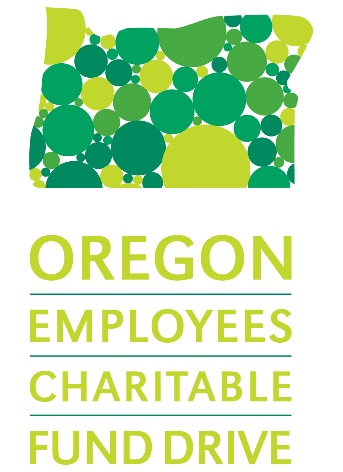 OREGON
EMPLOYEES
CHARITABLE
FUND DRIVE